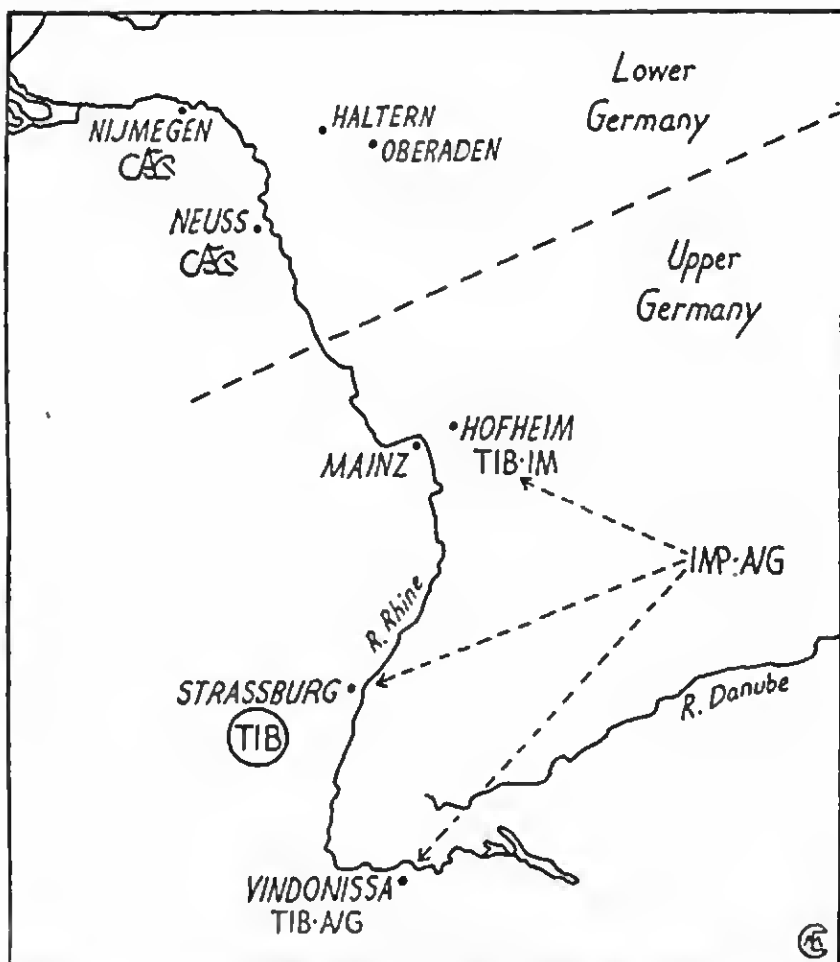 Lower
Germany
NIJMEGEN
HALTERN
OBERADEN
NEUSS
Upper
Germany
HOFHEIM
TIB·IM
MAINZ
IMP·AVG
R. Rhine
STRASSBURG
TIB
R. Danube
VINDONISSA
TIB·AVG